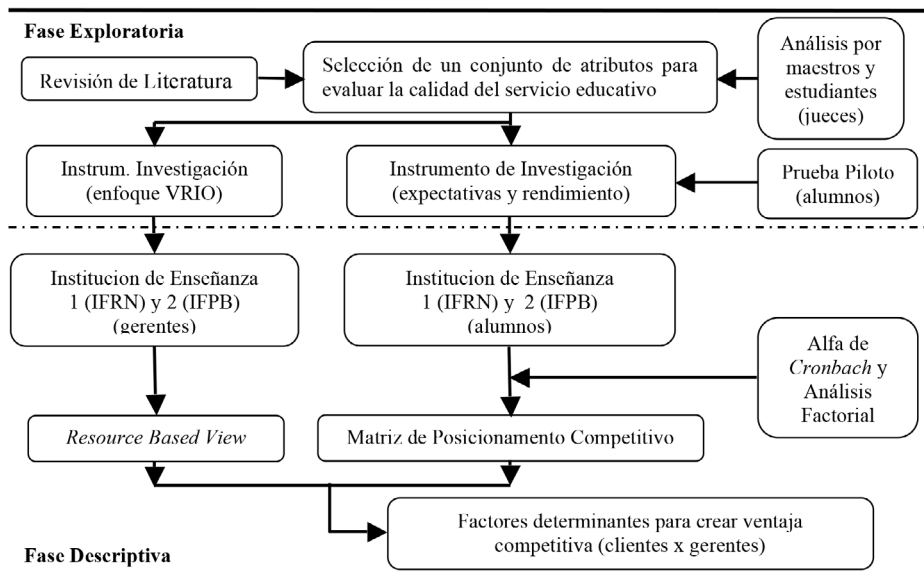 Fase Exploratoria
Revisión de Literatura
Selección de un conjunto de atributos para
evaluar la calidad del servicio educativo
Análisis por
maestros y
estudiantes
(jueces)
Instrum. Investigación
(enfoque VRIO)
Instrumento de Investigación
(expectativas y rendimiento)
Prueba Piloto
(alumnos)
Institucion de Enseñanza
1 (IFRN) y 2 (IFPB)
(gerentes)
Institucion de Enseñanza
1 (IFRN) y 2 (IFPB)
(alumnos)
Alfa de
Cronbach y
Análisis
Factorial
Resource Based View
Matriz de Posicionamento Competitivo
Factores determinantes para crear ventaja
competitiva (clientes x gerentes)
Fase Descriptiva